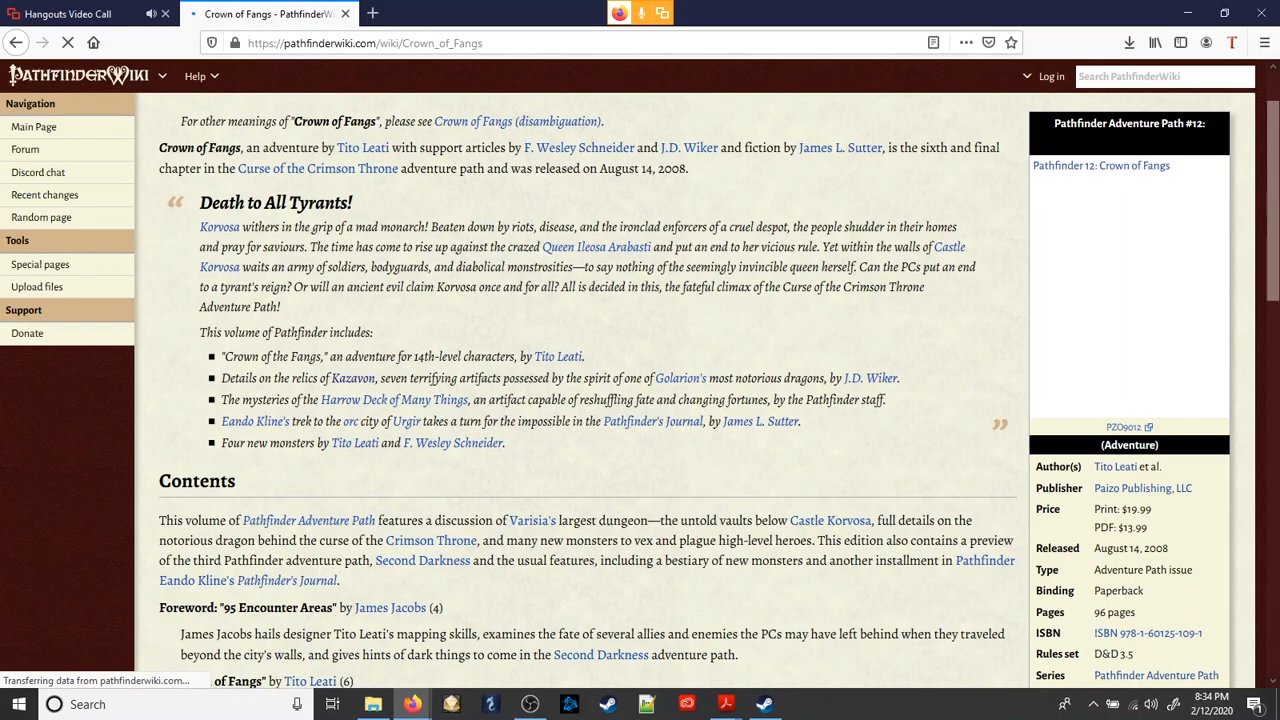 Hangouts Video Call
Crown of Fangs - PathfinderWi
https://pathfinderwiki.com/wiki/Crown_of_Fangs
PATHFINDERWIKI
Help
Log in
Search PathfinderWiki
Navigation
Main Page
Forum
Discord chat
Recent changes
Random page
Tools
Special pages
Upload files
Support
Donate
For other meanings of "Crown of Fangs", please see Crown of Fangs (disambiguation).
Crown of Fangs, an adventure by Tito Leati with support articles by F. Wesley Schneider and J.D. Wiker and fiction by James L. Sutter, is the sixth and final
chapter in the Curse of the Crimson Throne adventure path and was released on August 14, 2008.
“ Death to All Tyrants!
Korvosa withers in the grip of a mad monarch! Beaten down by riots, disease, and the ironclad enforcers of a cruel despot, the people shudder in their homes
and pray for saviours. The time has come to rise up against the crazed Queen Ileosa Arabasti and put an end to her vicious rule. Yet within the walls of Castle
Korvosa waits an army of soldiers, bodyguards, and diabolical monstrosities—to say nothing of the seemingly invincible queen herself. Can the PCs put an end
to a tyrant's reign? Or will an ancient evil claim Korvosa once and for all? All is decided in this, the fateful climax of the Curse of the Crimson Throne
Adventure Path!
This volume of Pathfinder includes:
■ "Crown of the Fangs," an adventure for 14th-level characters, by Tito Leati.
■ Details on the relics of Kazavon, seven terrifying artifacts possessed by the spirit of one of Golarion's most notorious dragons, by J.D. Wiker.
■ The mysteries of the Harrow Deck of Many Things, an artifact capable of reshuffling fate and changing fortunes, by the Pathfinder staff.
■ Eando Kline's trek to the orc city of Urgir takes a turn for the impossible in the Pathfinder's Journal, by James L. Sutter. ”
■ Four new monsters by Tito Leati and F. Wesley Schneider.
Contents
This volume of Pathfinder Adventure Path features a discussion of Varisia's largest dungeon—the untold vaults below Castle Korvosa, full details on the
notorious dragon behind the curse of the Crimson Throne, and many new monsters to vex and plague high-level heroes. This edition also contains a preview
of the third Pathfinder adventure path, Second Darkness and the usual features, including a bestiary of new monsters and another installment in Pathfinder
Eando Kline's Pathfinder's Journal.
Foreword: "95 Encounter Areas" by James Jacobs (4)
James Jacobs hails designer Tito Leati's mapping skills, examines the fate of several allies and enemies the PCs may have left behind when they traveled
beyond the city's walls, and gives hints of dark things to come in the Second Darkness adventure path.
of Fangs" by Tito Leati (6)
Pathfinder Adventure Path #12:
Pathfinder 12: Crown of Fangs
PZO9012
(Adventure)
Author(s) Tito Leati et al.
Publisher Paizo Publishing, LLC
Price Print: $19.99
PDF: $13.99
Released August 14, 2008
Type Adventure Path issue
Binding Paperback
Pages 96 pages
ISBN ISBN 978-1-60125-109-1
Rules set D&D 3.5
Series Pathfinder Adventure Path
Transferring data from pathfinderwiki.com...
Search
8:34 PM
2/12/2020